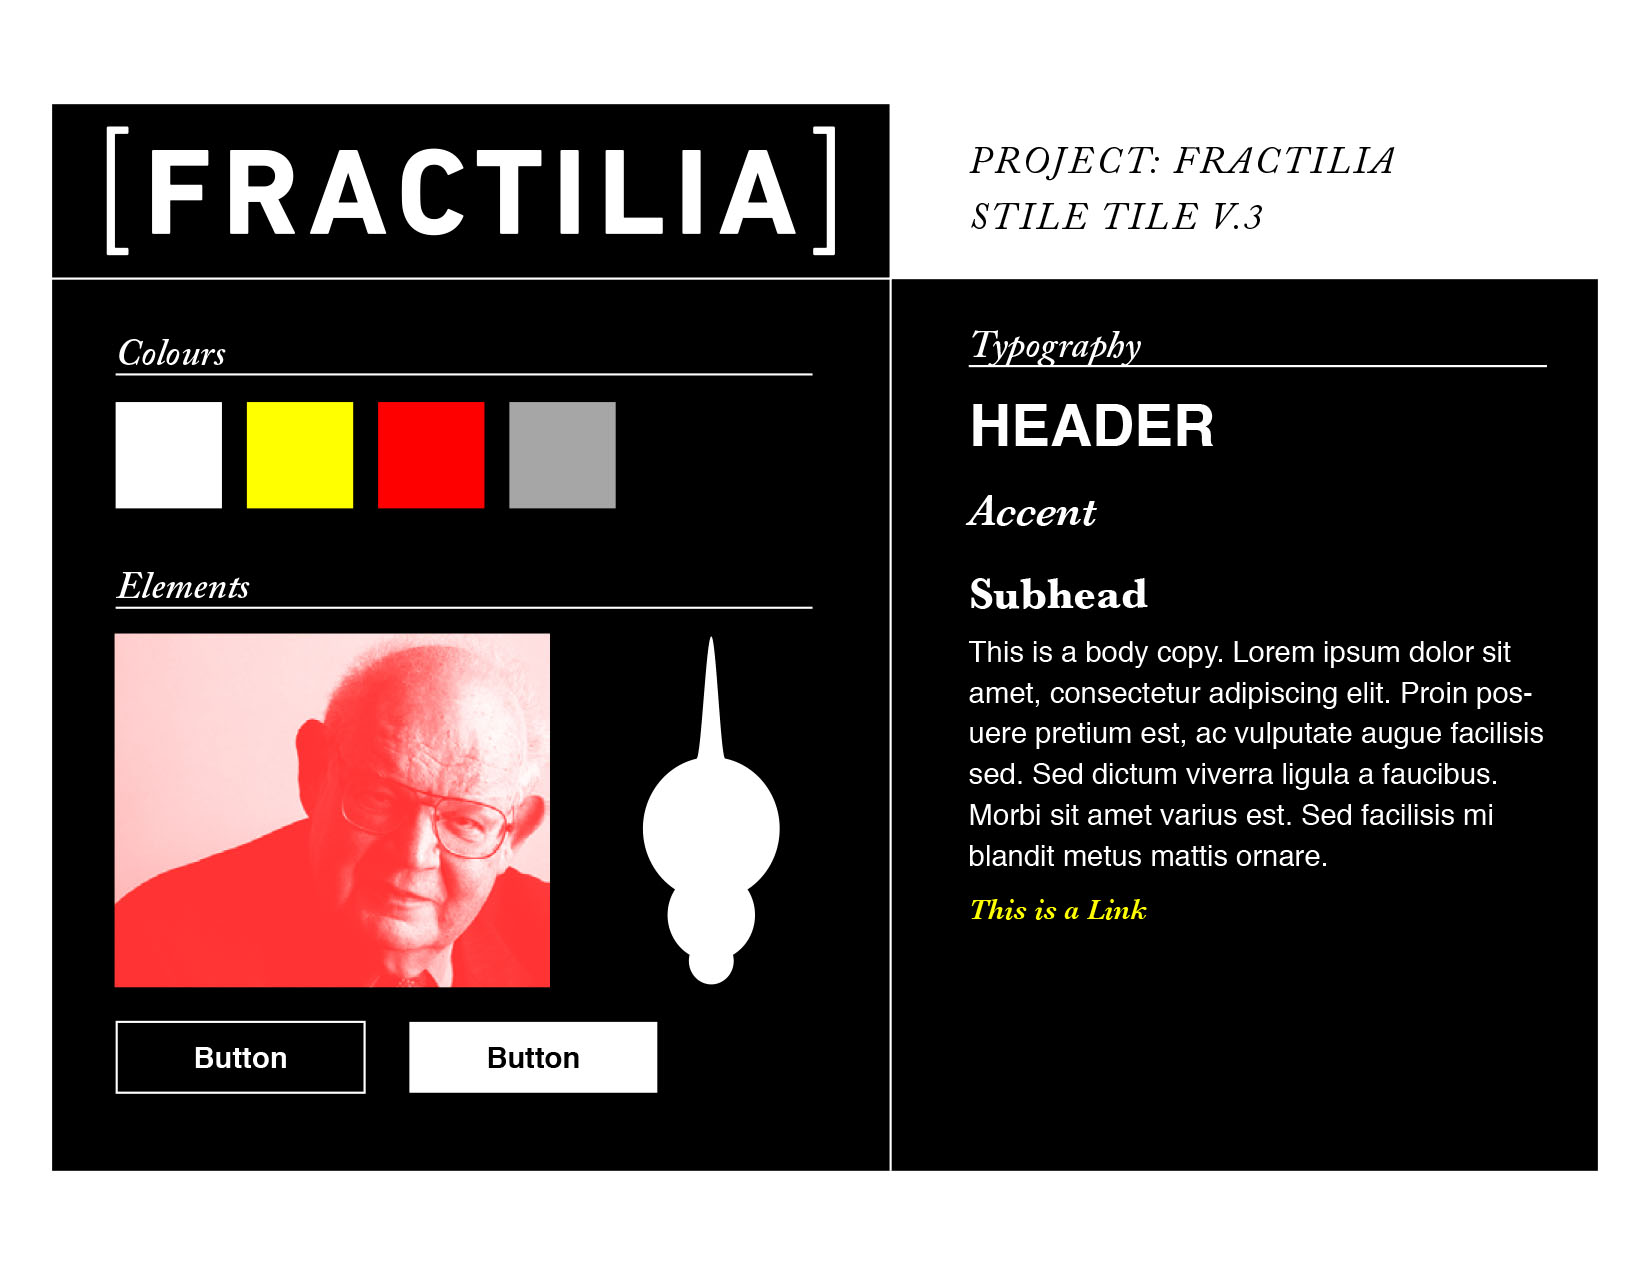 [FRACTILIA]
PROJECT: FRACTILIA
STILE TILE V.3
Colours
Elements
Button
Button
Typography
HEADER
Accent
Subhead
This is a body copy. Lorem ipsum dolor sit
amet, consectetur adipiscing elit. Proin pos-
uere pretium est, ac vulputate augue facilisis
sed. Sed dictum viverra ligula a faucibus.
Morbi sit amet varius est. Sed facilisis mi
blandit metus mattis ornare.
This is a Link